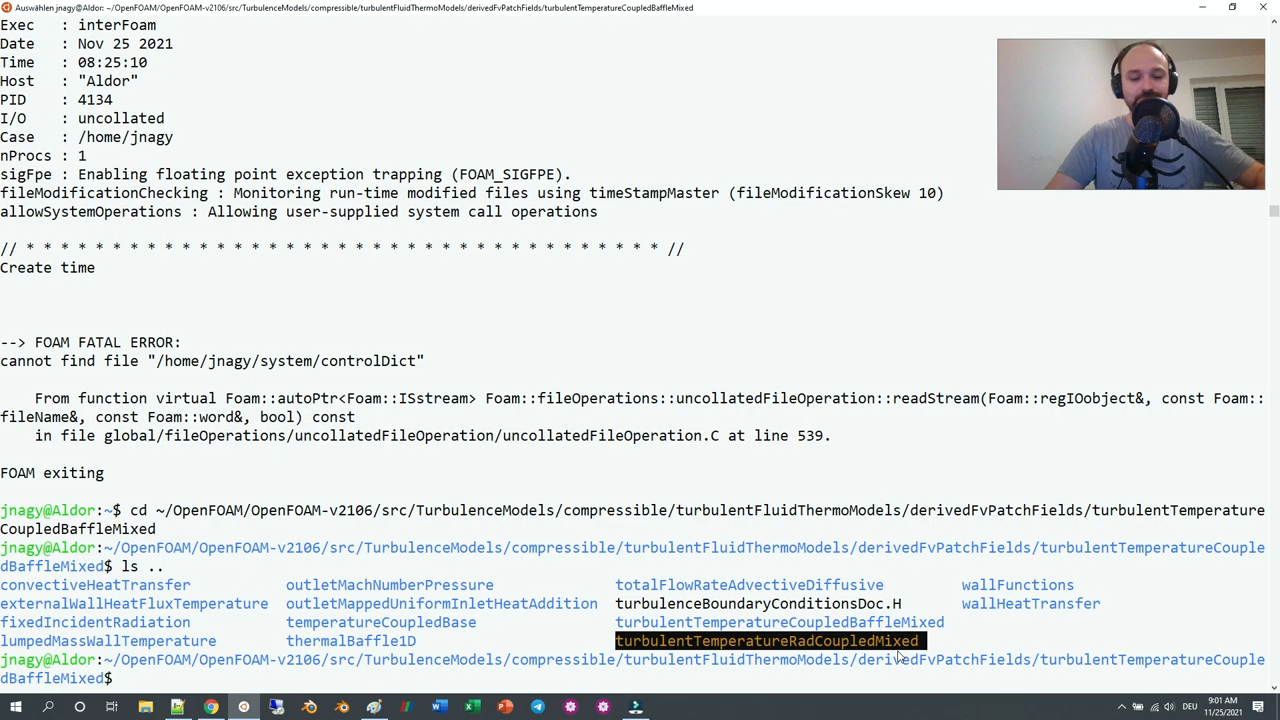 Auswählen jnagy@Aldor: ~/OpenFOAM/OpenFOAM-v2106/src/TurbulenceModels/compressible/turbulentFluidThermoModels/derivedFvPatchFields/turbulentTemperatureCoupledBaffleMixed
Exec   : interFoam
Date   : Nov 25 2021
Time   : 08:25:10
Host   : "Aldor"
PID    : 4134
I/O    : uncollated
Case   : /home/jnagy
nProcs : 1
sigFpe : Enabling floating point exception trapping (FOAM_SIGFPE).
fileModificationChecking : Monitoring run-time modified files using timeStampMaster (fileModificationSkew 10)
allowSystemOperations : Allowing user-supplied system call operations
// * * * * * * * * * * * * * * * * * * * * * * * * * * * * * * * * * * * * * //
Create time
--> FOAM FATAL ERROR:
cannot find file "/home/jnagy/system/controlDict"
From function virtual Foam::autoPtr<Foam::ISstream> Foam::fileOperations::uncollatedFileOperation::readStream(Foam::regIOobject&, const Foam::
fileName&, const Foam::word&, bool) const
in file global/fileOperations/uncollatedFileOperation/uncollatedFileOperation.C at line 539.
FOAM exiting
jnagy@Aldor:~$ cd ~/OpenFOAM/OpenFOAM-v2106/src/TurbulenceModels/compressible/turbulentFluidThermoModels/derivedFvPatchFields/turbulentTemperature
CoupledBaffleMixed
jnagy@Aldor:~/OpenFOAM/OpenFOAM-v2106/src/TurbulenceModels/compressible/turbulentFluidThermoModels/derivedFvPatchFields/turbulentTemperatureCouple
dBaffleMixed$ ls ..
convectiveHeatTransfer outletMachNumberPressure totalFlowRateAdvectiveDiffusive wallFunctions
externalWallHeatFluxTemperature outletMappedUniformInletHeatAddition turbulenceBoundaryConditionsDoc.H wallHeatTransfer
fixedIncidentRadiation temperatureCoupledBase turbulentTemperatureCoupledBaffleMixed
lumpedMassWallTemperature thermalBaffle1D turbulentTemperatureRadCoupledMixed
jnagy@Aldor:~/OpenFOAM/OpenFOAM-v2106/src/TurbulenceModels/compressible/turbulentFluidThermoModels/derivedFvPatchFields/turbulentTemperatureCouple
dBaffleMixed$
DEU
9:01 AM
11/25/2021